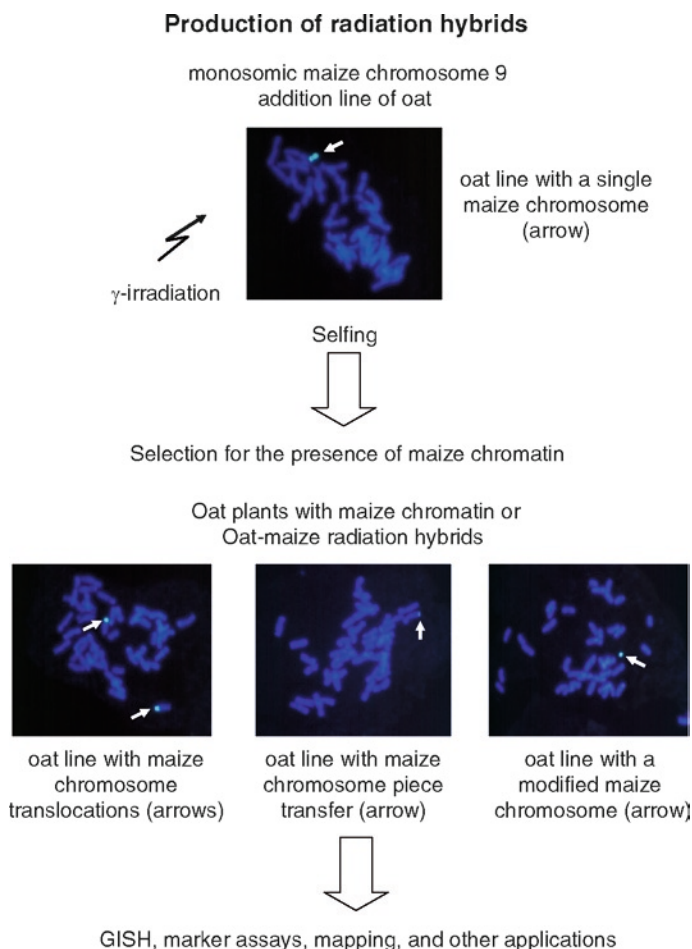 Production of radiation hybrids
monosomic maize chromosome 9
addition line of oat
oat line with a single
maize chromosome
(arrow)
γ-irradiation
Selfing
Selection for the presence of maize chromatin
Oat plants with maize chromatin or
Oat-maize radiation hybrids
oat line with maize
chromosome
translocations (arrows)
oat line with maize
chromosome piece
transfer (arrow)
oat line with a
modified maize
chromosome (arrow)
GISH, marker assays, mapping, and other applications